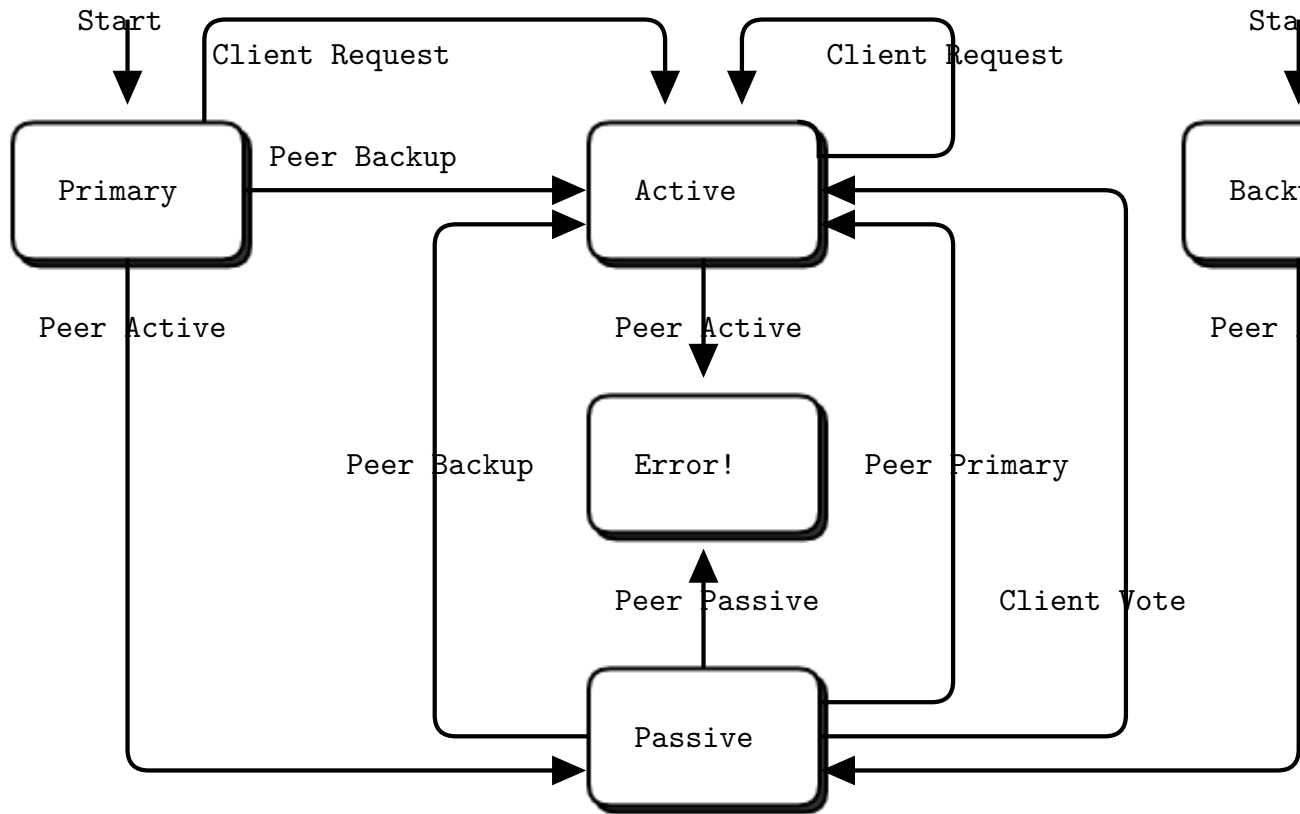 Start
Client Request
Client Request
Peer Backup
Primary
Active
Peer Active
Peer Active
Peer
Peer Backup
Error!
Peer Primary
Peer Passive
Client Vote
Passive